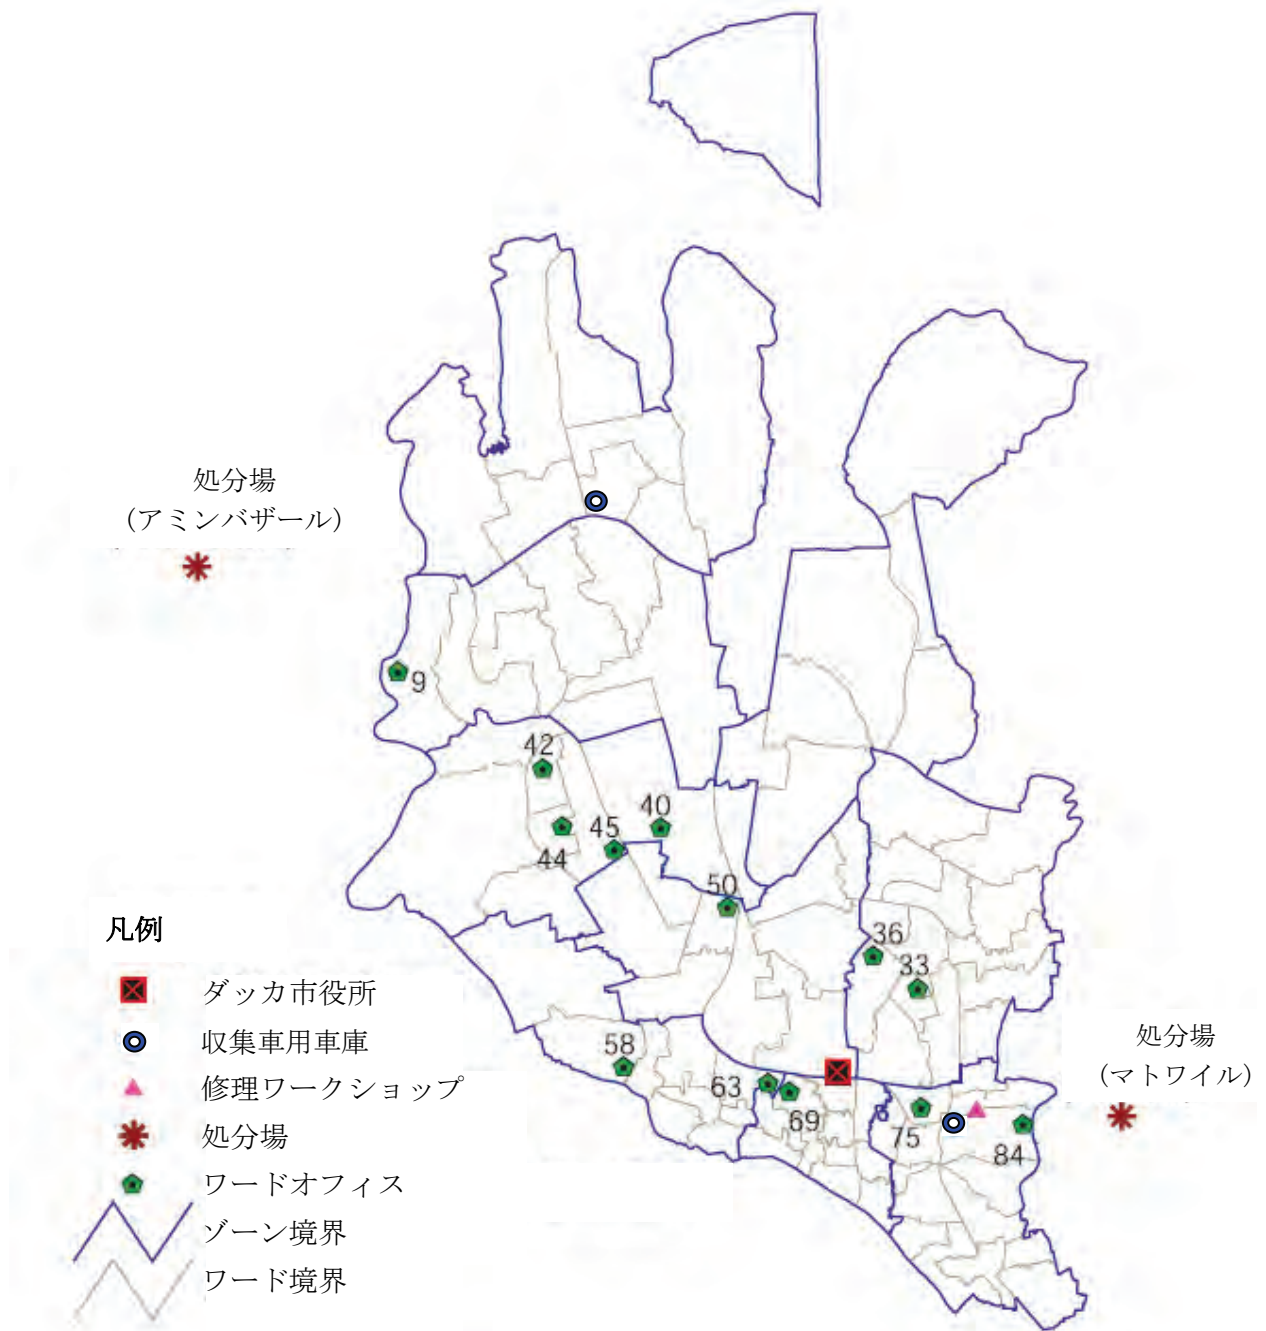 処分場
(アミンバザール)
9
42
40
45
44
50
36
33
凡例
ダッカ市役所
収集車用車庫
修理ワークショップ
処分場
ワードオフィス
ゾーン境界
ワード境界
処分場
(マトワイル)
58
63
69
75
84